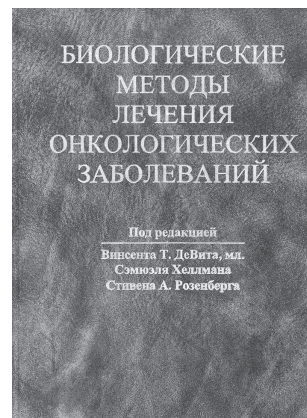 БИОЛОГИЧЕСКИЕ
МЕТОДЫ
ЛЕЧЕНИЯ
ОНКОЛОГИЧЕСКИХ
ЗАБОЛЕВАНИЙ
Под редакцией
Винсента Т. ДеВита, мл.
Сэмюэля Хеллмана
Стивена А. Розенберга